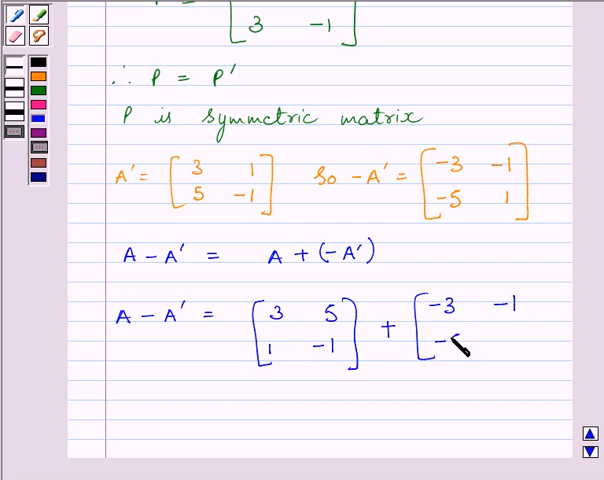 3 -1
∴ P = P'
P is symmetric matrix
A' = [3 1
5 -1] So -A' = [-3 -1
-5 1]
A - A' = A + (-A')
A - A' = [3 5
1 -1] + [-3 -1